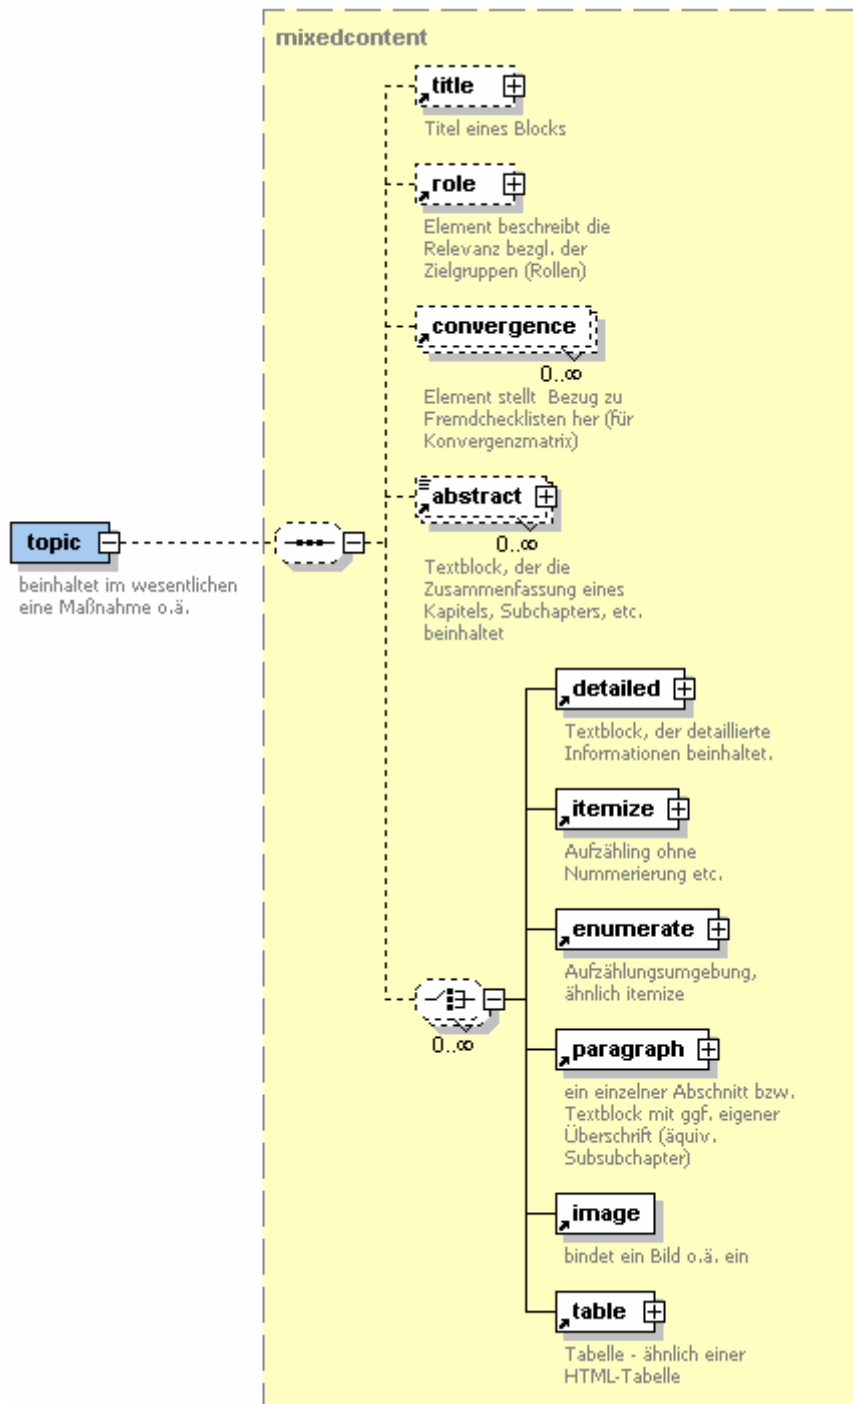 mixedcontent
title
Titel eines Blocks
role
Element beschreibt die
Relevanz bezgl. der
Zielgruppen (Rollen)
convergence
0..∞
Element stellt Bezug zu
Fremdchecklisten her (für
Konvergenzmatrix)
abstract
0..∞
Textblock, der die
Zusammenfassung eines
Kapitels, Subchapters, etc.
beinhaltet
topic
beinhaltet im wesentlichen
eine Maßnahme o.ä.
detailed
Textblock, der detaillierte
Informationen beinhaltet.
itemize
Aufzähling ohne
Nummerierung etc.
enumerate
Aufzählungsumgebung,
ähnlich itemize
0..∞
paragraph
ein einzelner Abschnitt bzw.
Textblock mit ggf. eigener
Überschrift (äquiv.
Subsubchapter)
image
bindet ein Bild o.ä. ein
table
Tabelle - ähnlich einer
HTML-Tabelle